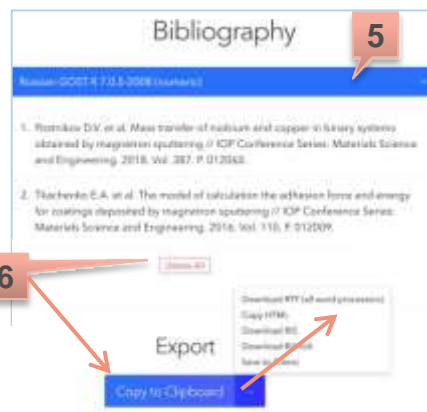 Bibliography
5
Russian GOST R 7.0.5-2008 (numeric)
1. Postnikov D.V. et al. Mass transfer of niobium and copper in binary systems
obtained by magnetron sputtering // IOP Conference Series: Materials Science
and Engineering. 2018. Vol. 387. P. 012060.
2. Tkachenko E.A. et al. The model of calculation the adhesion force and energy
for coatings deposited by magnetron sputtering // IOP Conference Series:
Materials Science and Engineering. 2016. Vol. 110. P. 012009.
Delete All
6
Download RTF (all word processors)
Copy HTML
Download RIS
Download BibTeX
Save to Zotero
Export
Copy to Clipboard